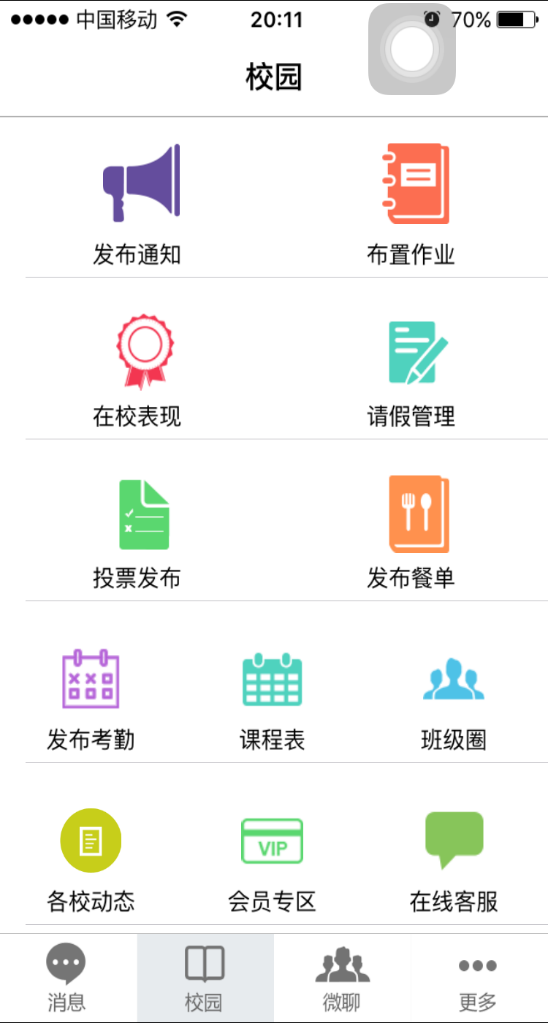 中国移动 20:11 70%
校园
发布通知 布置作业
在校表现 请假管理
投票发布 发布餐单
发布考勤 课程表 班级圈
VIP
各校动态 会员专区 在线客服
消息 校园 微聊 更多